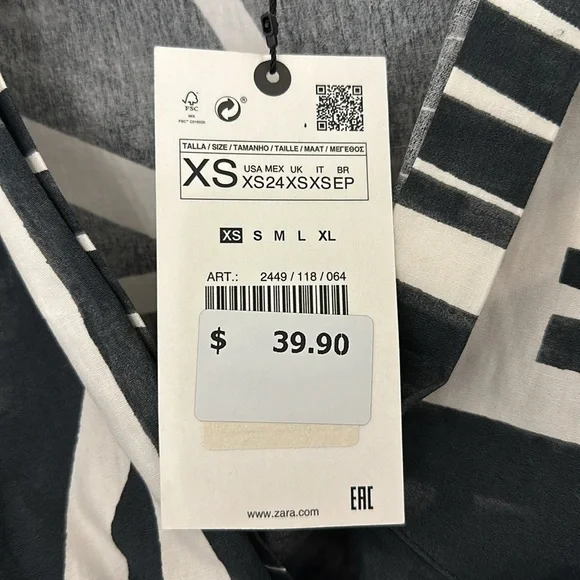 FSC
®
TALLA / SIZE / TAMANHO / TAILLE / MAAT / ΜΕΓΕΘΟΣ
XS USA MEX UK IT BR
XS 24 XS XS EP
XS S M L XL
ART.: 2449 / 118 / 064
$ 39.90
www.zara.com
EAC